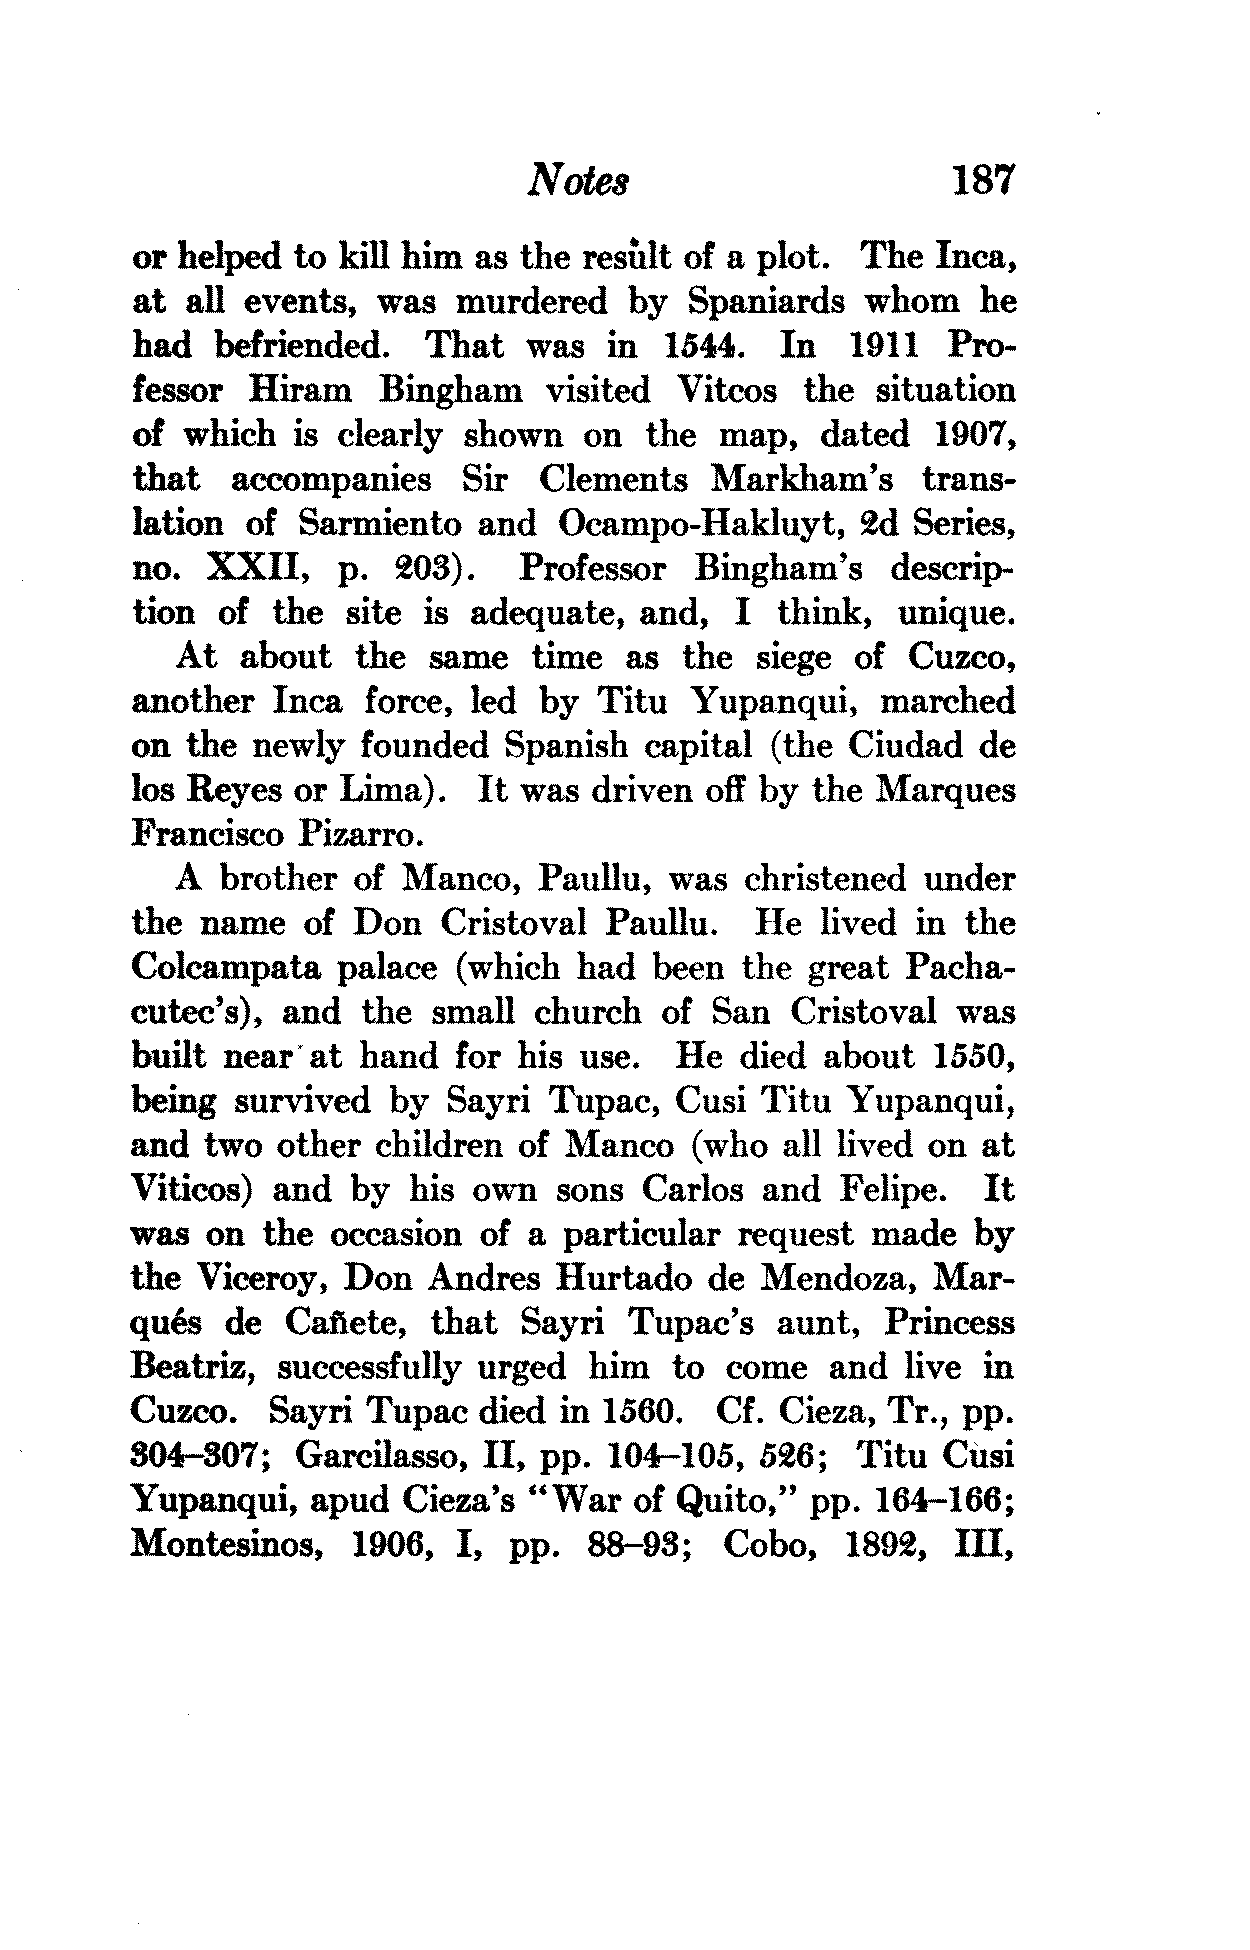 Notes 187
or helped to kill him as the result of a plot. The Inca,
at all events, was murdered by Spaniards whom he
had befriended. That was in 1544. In 1911 Pro-
fessor Hiram Bingham visited Vitcos the situation
of which is clearly shown on the map, dated 1907,
that accompanies Sir Clements Markham's trans-
lation of Sarmiento and Ocampo-Hakluyt, 2d Series,
no. XXII, p. 203). Professor Bingham's descrip-
tion of the site is adequate, and, I think, unique.
At about the same time as the siege of Cuzco,
another Inca force, led by Titu Yupanqui, marched
on the newly founded Spanish capital (the Ciudad de
los Reyes or Lima). It was driven off by the Marques
Francisco Pizarro.
A brother of Manco, Paullu, was christened under
the name of Don Cristoval Paullu. He lived in the
Colcampata palace (which had been the great Pacha-
cutec's), and the small church of San Cristoval was
built near at hand for his use. He died about 1550,
being survived by Sayri Tupac, Cusi Titu Yupanqui,
and two other children of Manco (who all lived on at
Viticos) and by his own sons Carlos and Felipe. It
was on the occasion of a particular request made by
the Viceroy, Don Andres Hurtado de Mendoza, Mar-
qués de Cañete, that Sayri Tupac's aunt, Princess
Beatriz, successfully urged him to come and live in
Cuzco. Sayri Tupac died in 1560. Cf. Cieza, Tr., pp.
304–307; Garcilasso, II, pp. 104–105, 526; Titu Cusi
Yupanqui, apud Cieza's "War of Quito," pp. 164–166;
Montesinos, 1906, I, pp. 88–93; Cobo, 1892, III,